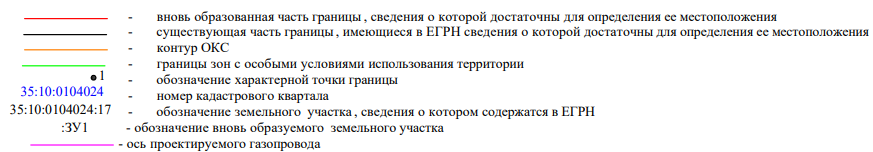 - вновь образованная часть границы, сведения о которой достаточны для определения ее местоположения
- существующая часть границы, имеющиеся в ЕГРН сведения о которой достаточны для определения ее местоположения
- контур ОКС
- границы зон с особыми условиями использования территории
1 - обозначение характерной точки границы
35:10:0104024 - номер кадастрового квартала
35:10:0104024:17 - обозначение земельного участка, сведения о котором содержатся в ЕГРН
:ЗУ1 - обозначение вновь образуемого земельного участка
- ось проектируемого газопровода